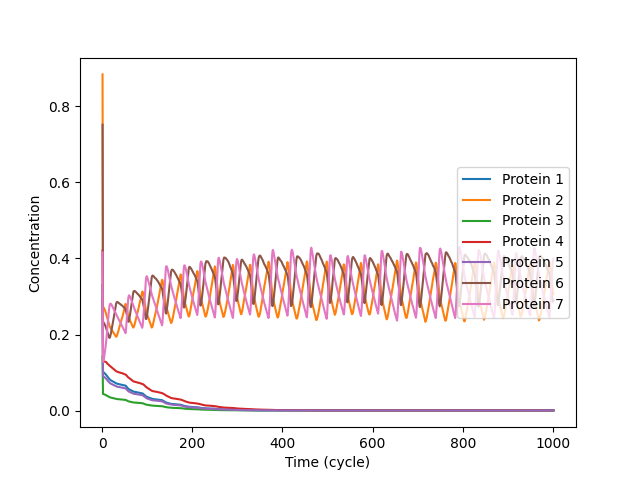 Concentration
0.8
0.6
0.4
0.2
0.0
Protein 1
Protein 2
Protein 3
Protein 4
Protein 5
Protein 6
Protein 7
0
200
400
600
800
1000
Time (cycle)